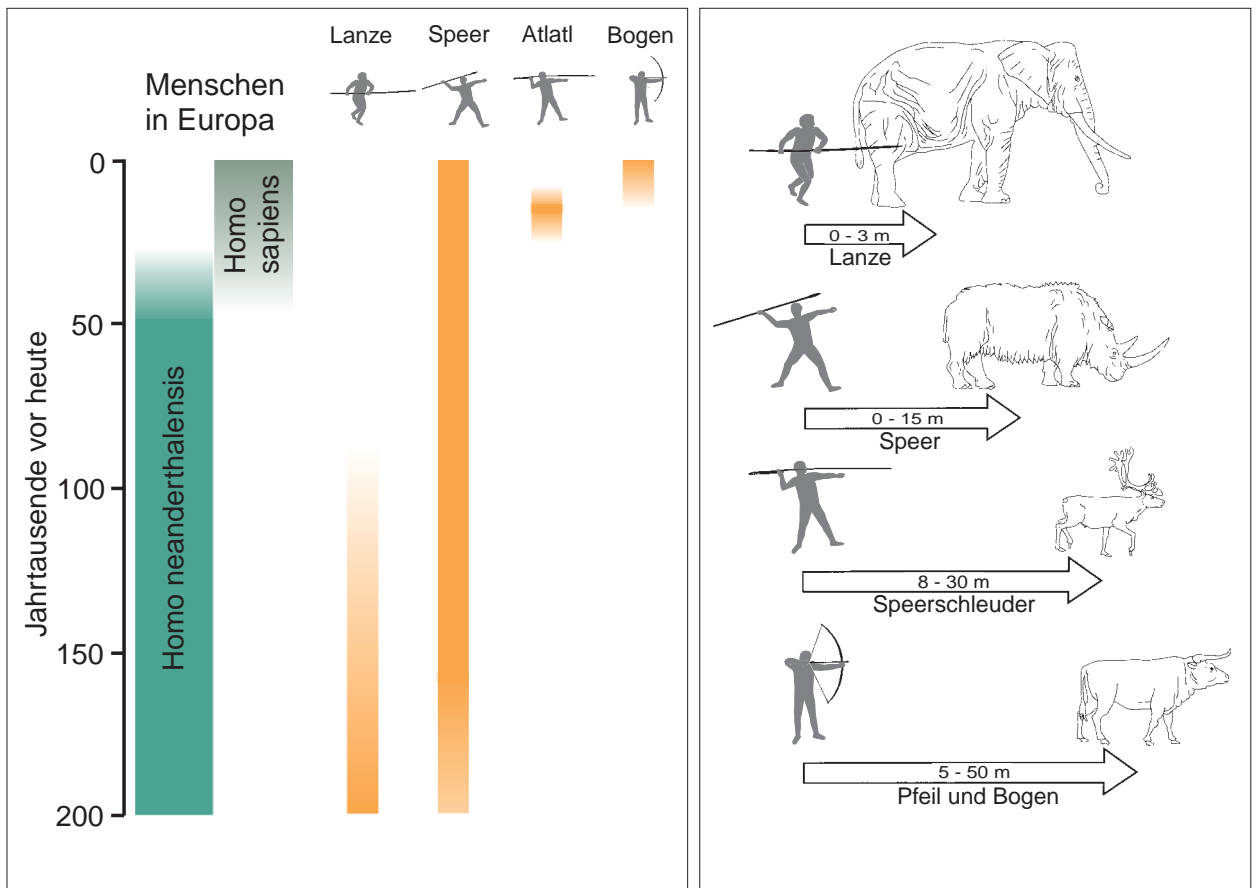 Lanze
Speer
Atlatl
Bogen
Menschen
in Europa
0
50
100
150
200
Jahrtausende vor heute
Homo neanderthalensis
Homo
sapiens
0 - 3 m
Lanze
0 - 15 m
Speer
8 - 30 m
Speerschleuder
5 - 50 m
Pfeil und Bogen